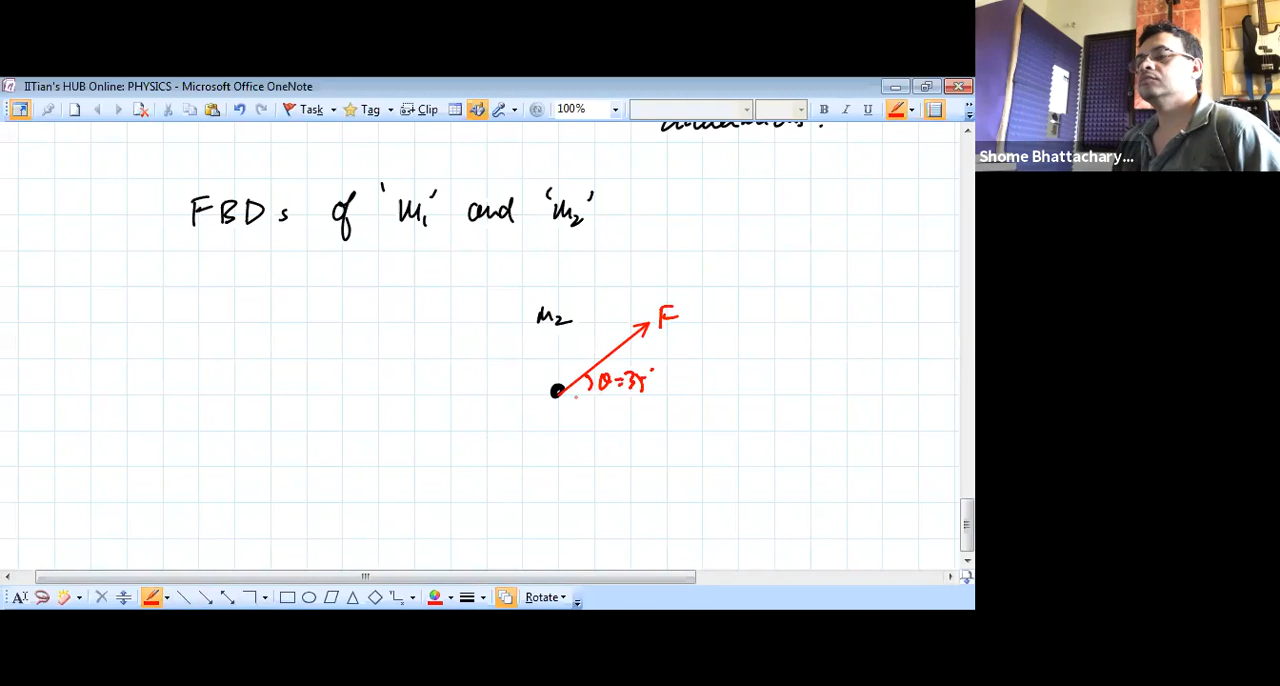 IITian's HUB Online: PHYSICS - Microsoft Office OneNote
Task Tag Clip 100% B I U
Shome Bhattachary...
FBDs of 'm₁' and 'm₂'
m₂
F
θ=35°
A Rotate